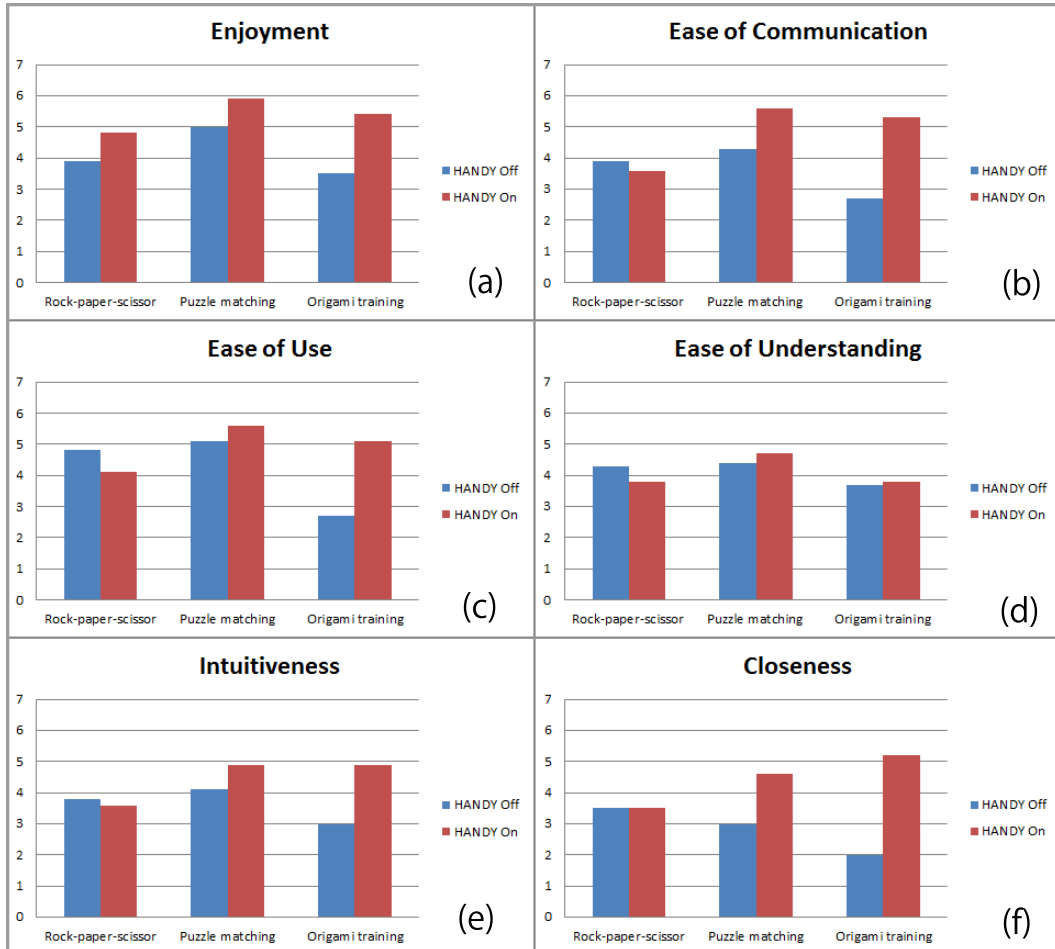 Enjoyment
7
6
5
4
3
2
1
0
HANDY Off
HANDY On
Rock-paper-scissor Puzzle matching Origami training
(a)
Ease of Communication
7
6
5
4
3
2
1
0
HANDY Off
HANDY On
Rock-paper-scissor Puzzle matching Origami training
(b)
Ease of Use
7
6
5
4
3
2
1
0
HANDY Off
HANDY On
Rock-paper-scissor Puzzle matching Origami training
(c)
Ease of Understanding
7
6
5
4
3
2
1
0
HANDY Off
HANDY On
Rock-paper-scissor Puzzle matching Origami training
(d)
Intuitiveness
7
6
5
4
3
2
1
0
HANDY Off
HANDY On
Rock-paper-scissor Puzzle matching Origami training
(e)
Closeness
7
6
5
4
3
2
1
0
HANDY Off
HANDY On
Rock-paper-scissor Puzzle matching Origami training
(f)